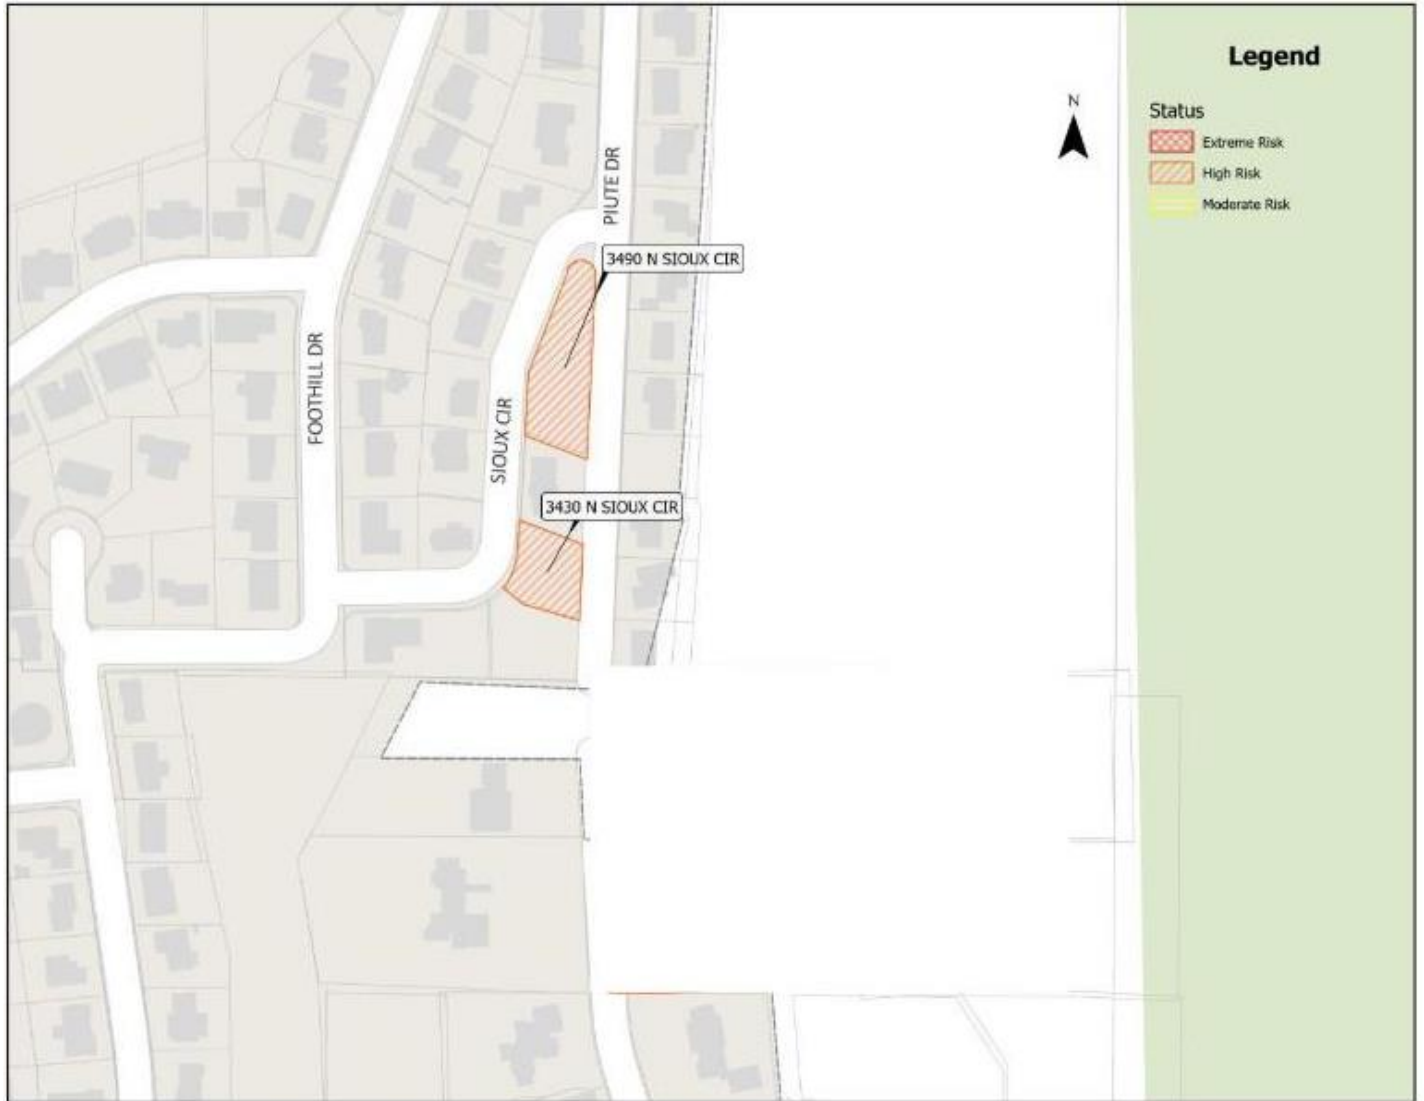 Legend
N
Status
Extreme Risk
High Risk
Moderate Risk
PIUTE DR
3490 N SIOUX CIR
FOOTHILL DR
SIOUX CIR
3430 N SIOUX CIR